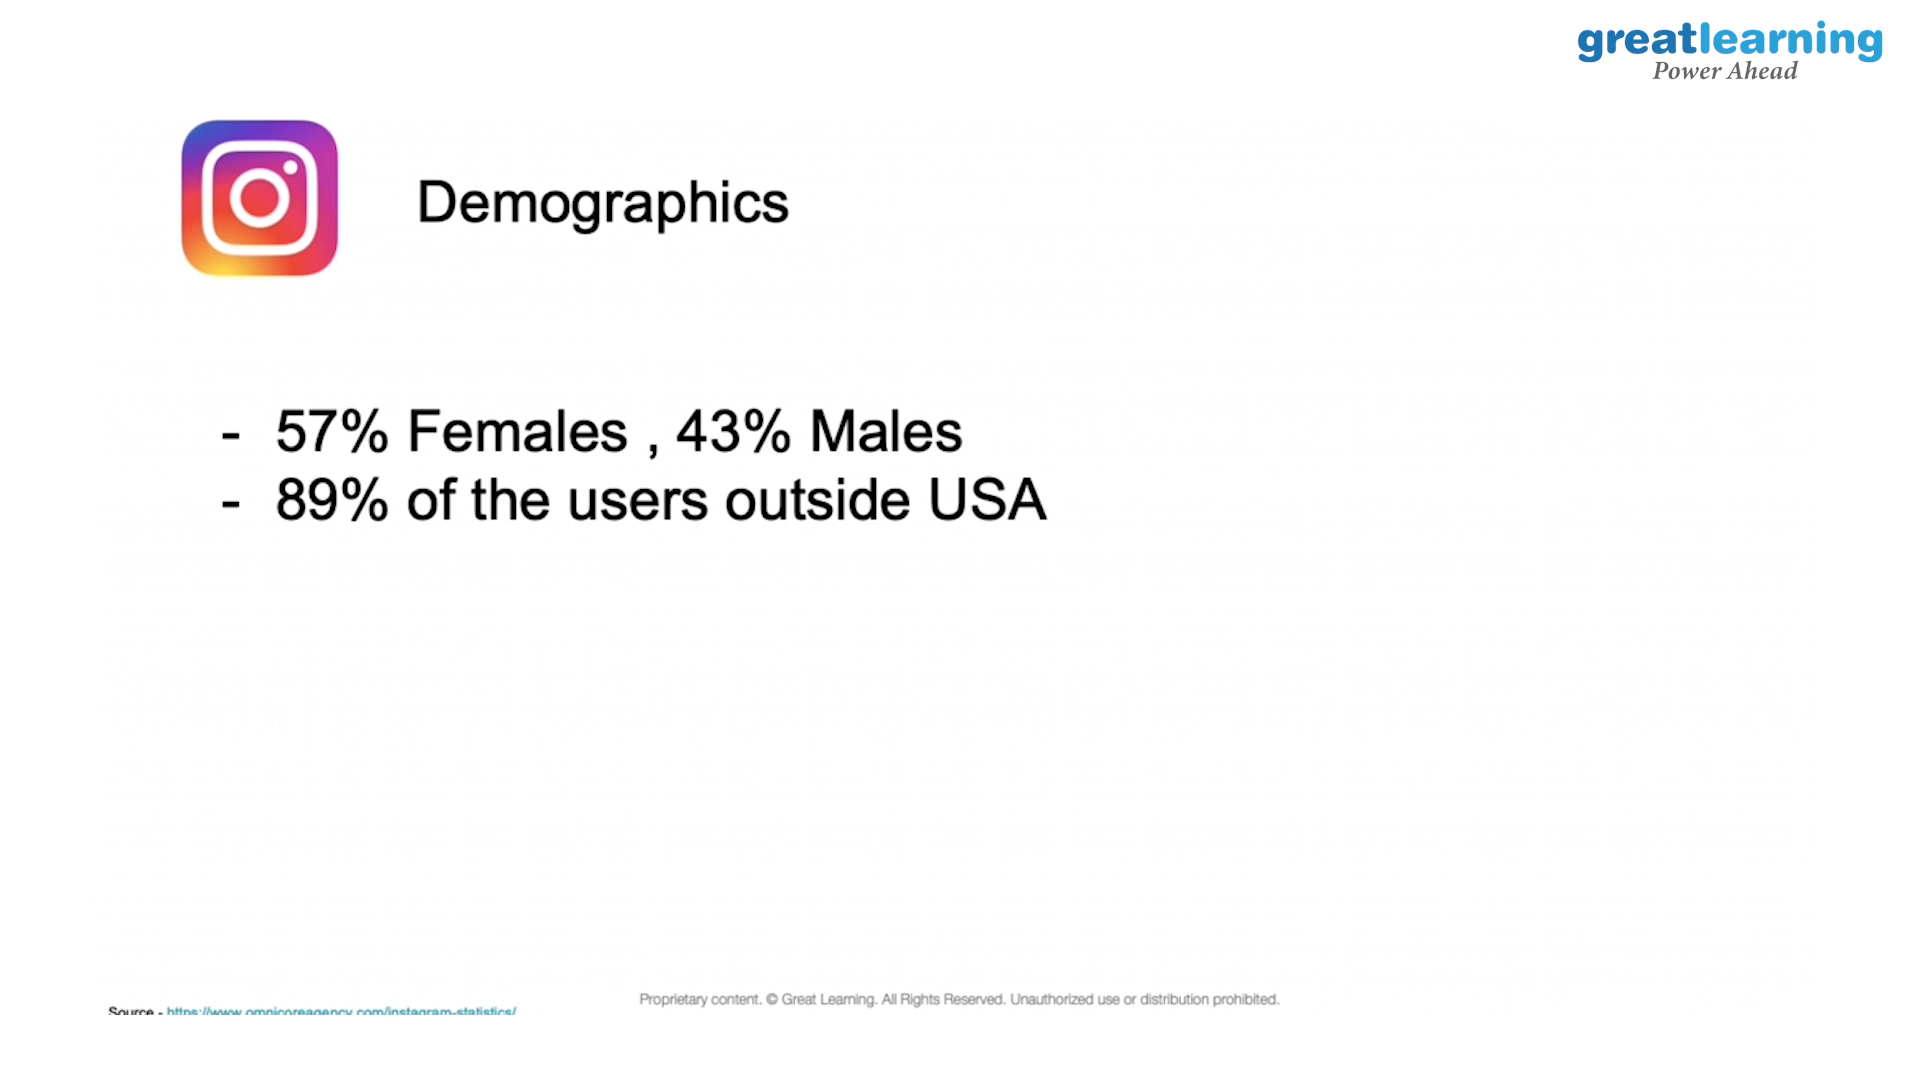 greatlearning
Power Ahead
Demographics
- 57% Females , 43% Males
- 89% of the users outside USA
Proprietary content. © Great Learning. All Rights Reserved. Unauthorized use or distribution prohibited.
Source - https://www.omnicoreagency.com/instagram-statistics/